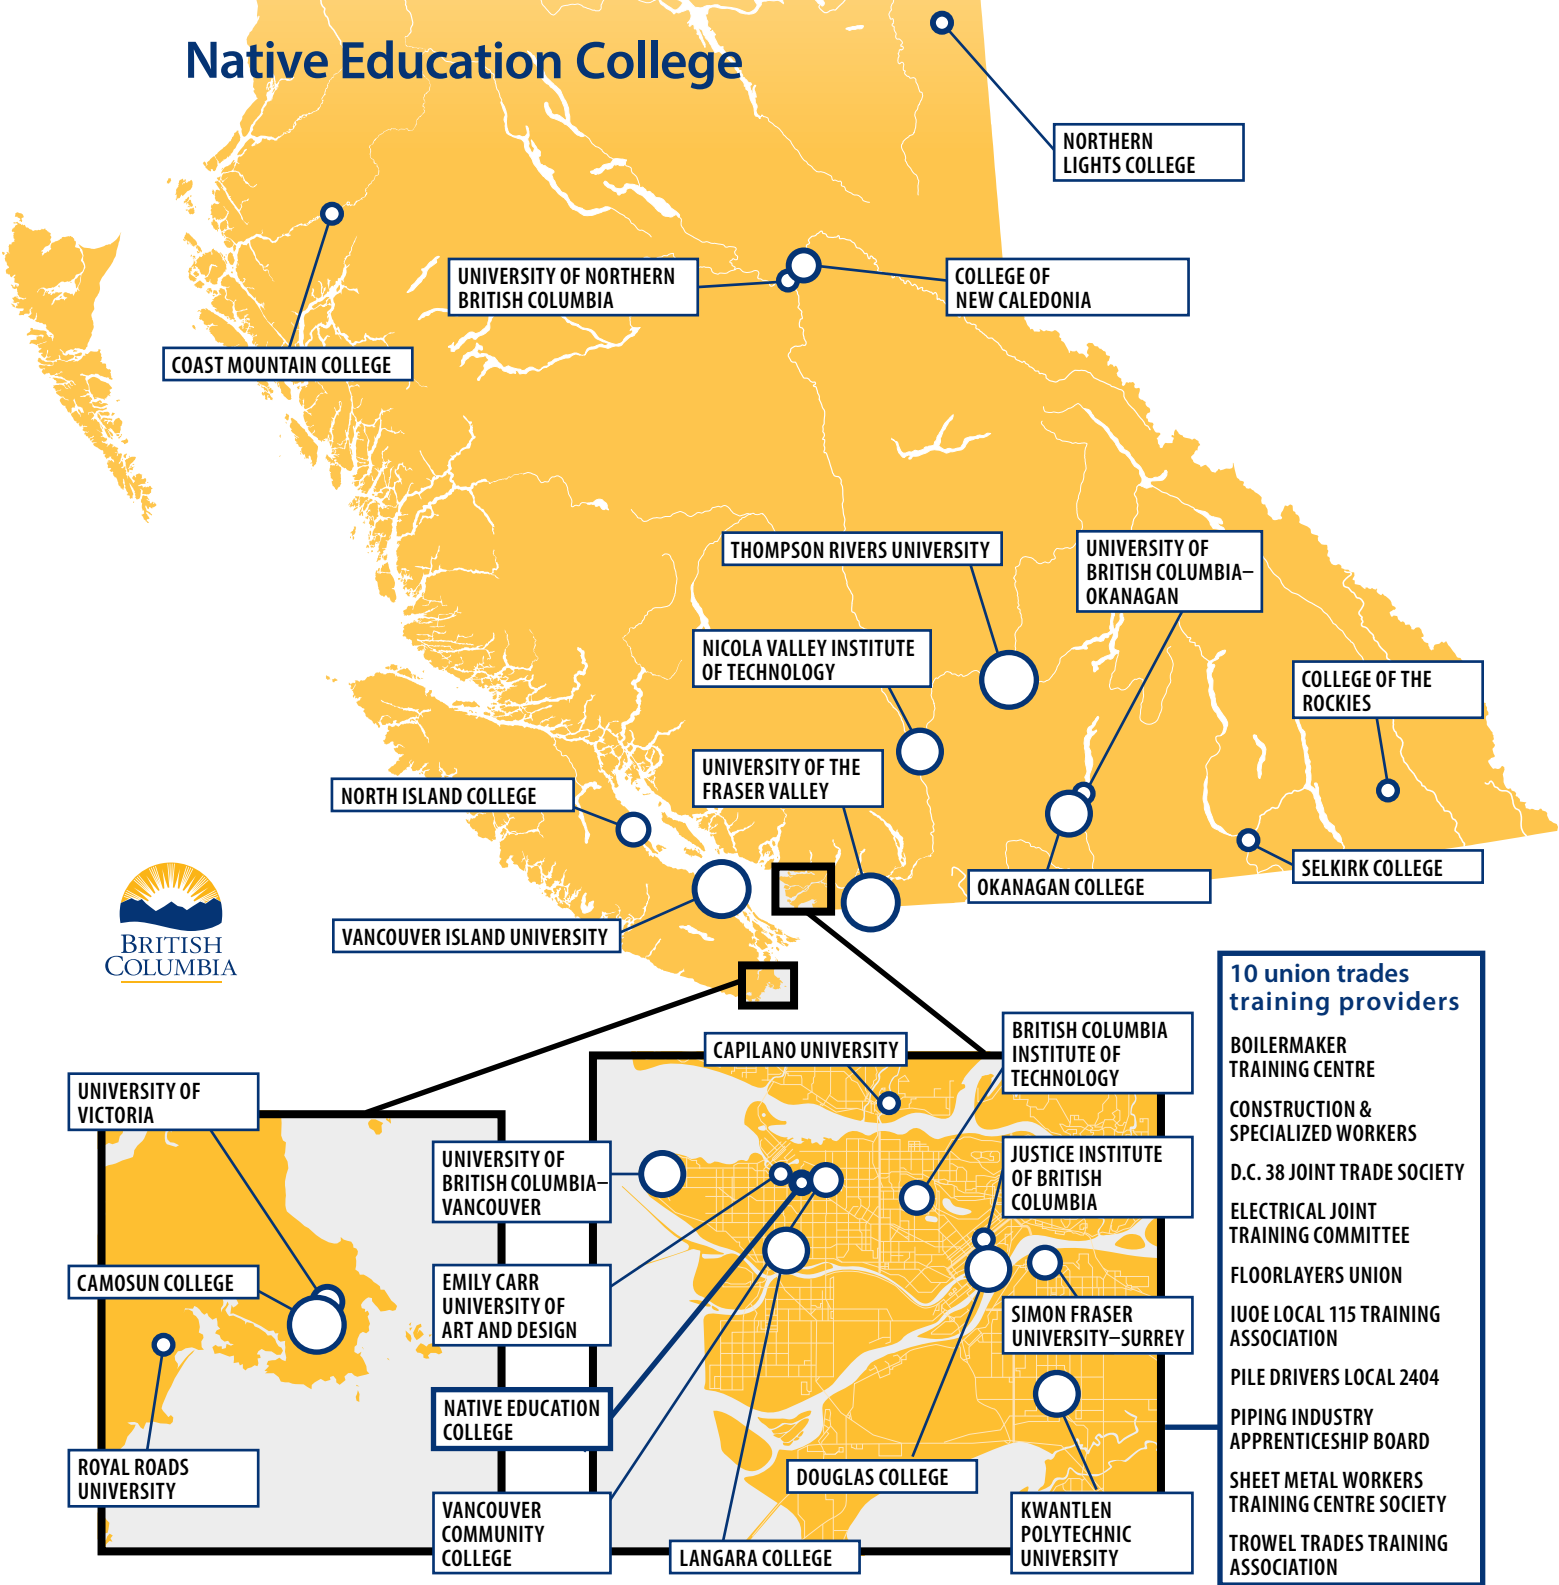 Native Education College
NORTHERN
LIGHTS COLLEGE
UNIVERSITY OF NORTHERN
BRITISH COLUMBIA
COLLEGE OF
NEW CALEDONIA
COAST MOUNTAIN COLLEGE
THOMPSON RIVERS UNIVERSITY
UNIVERSITY OF
BRITISH COLUMBIA–
OKANAGAN
NICOLA VALLEY INSTITUTE
OF TECHNOLOGY
COLLEGE OF THE
ROCKIES
UNIVERSITY OF THE
FRASER VALLEY
NORTH ISLAND COLLEGE
SELKIRK COLLEGE
OKANAGAN COLLEGE
VANCOUVER ISLAND UNIVERSITY
BRITISH
COLUMBIA
10 union trades
training providers
BOILERMAKER
TRAINING CENTRE
CONSTRUCTION &
SPECIALIZED WORKERS
D.C. 38 JOINT TRADE SOCIETY
ELECTRICAL JOINT
TRAINING COMMITTEE
FLOORLAYERS UNION
IUOE LOCAL 115 TRAINING
ASSOCIATION
PILE DRIVERS LOCAL 2404
PIPING INDUSTRY
APPRENTICESHIP BOARD
SHEET METAL WORKERS
TRAINING CENTRE SOCIETY
TROWEL TRADES TRAINING
ASSOCIATION
CAPILANO UNIVERSITY
BRITISH COLUMBIA
INSTITUTE OF
TECHNOLOGY
UNIVERSITY OF
VICTORIA
UNIVERSITY OF
BRITISH COLUMBIA–
VANCOUVER
JUSTICE INSTITUTE
OF BRITISH
COLUMBIA
CAMOSUN COLLEGE
EMILY CARR
UNIVERSITY OF
ART AND DESIGN
SIMON FRASER
UNIVERSITY–SURREY
NATIVE EDUCATION
COLLEGE
ROYAL ROADS
UNIVERSITY
DOUGLAS COLLEGE
VANCOUVER
COMMUNITY
COLLEGE
LANGARA COLLEGE
KWANTLEN
POLYTECHNIC
UNIVERSITY